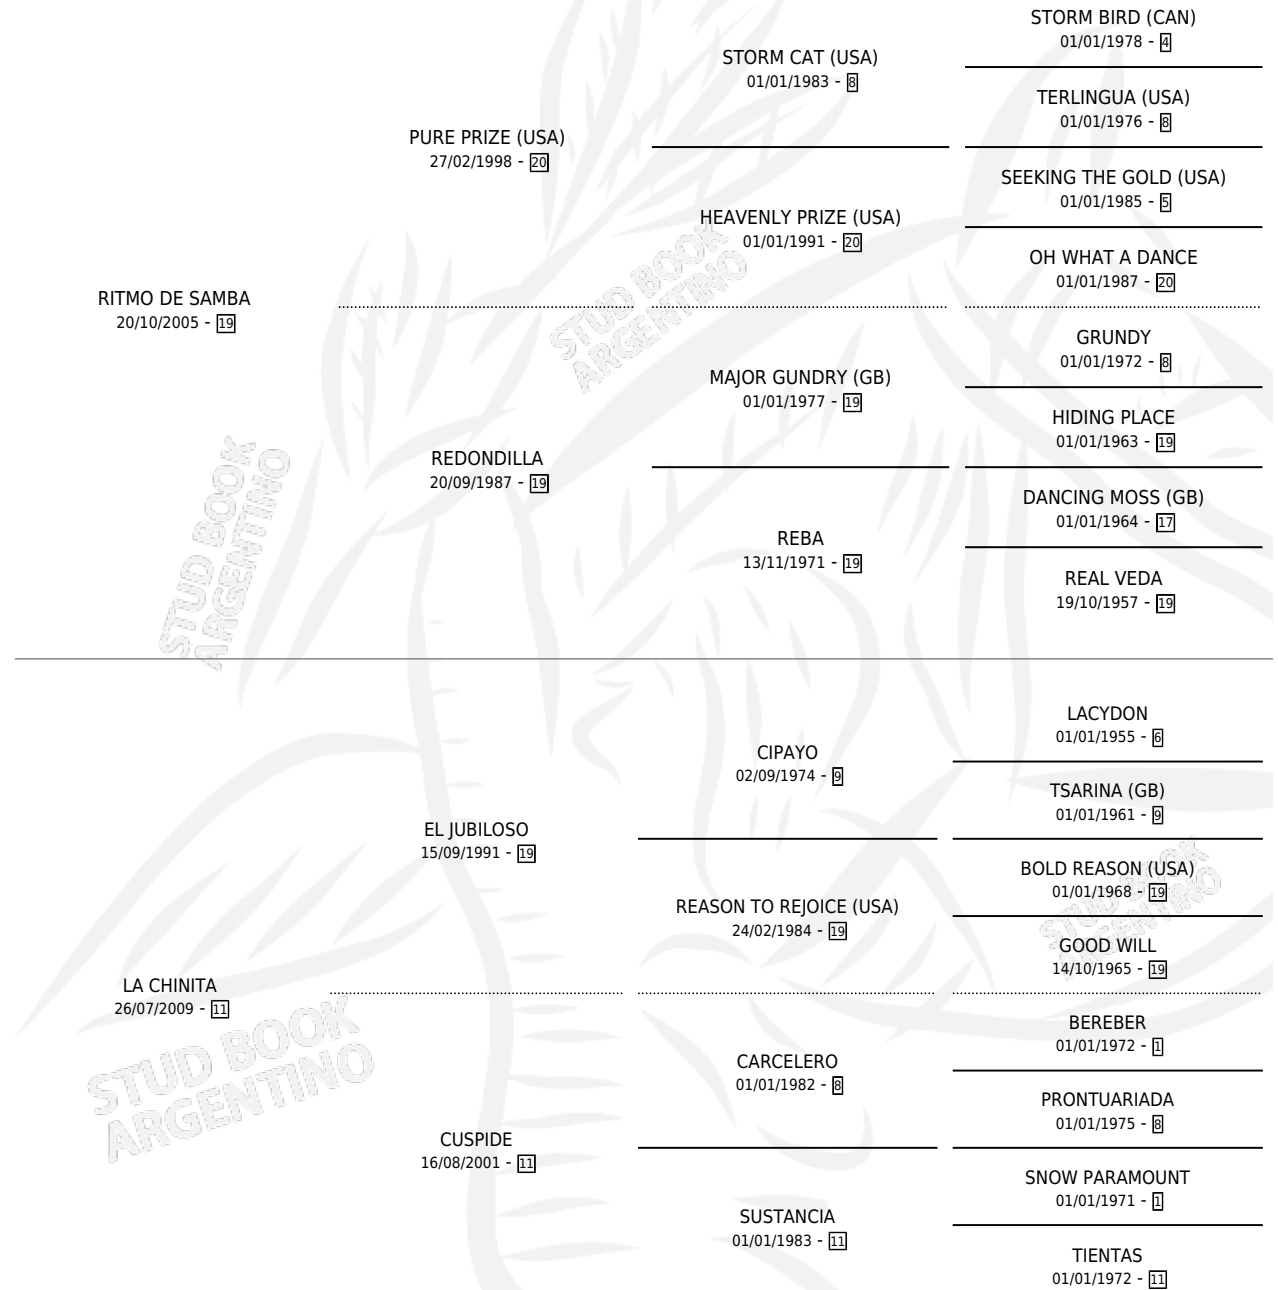 STORM BIRD (CAN)
01/01/1978 - 4
STORM CAT (USA)
01/01/1983 - 8
TERLINGUA (USA)
01/01/1976 - 8
PURE PRIZE (USA)
27/02/1998 - 20
SEEKING THE GOLD (USA)
01/01/1985 - 5
HEAVENLY PRIZE (USA)
01/01/1991 - 20
OH WHAT A DANCE
01/01/1987 - 20
RITMO DE SAMBA
20/10/2005 - 19
GRUNDY
01/01/1972 - 8
MAJOR GUNDRY (GB)
01/01/1977 - 19
HIDING PLACE
01/01/1963 - 19
REDONDILLA
20/09/1987 - 19
DANCING MOSS (GB)
01/01/1964 - 17
REBA
13/11/1971 - 19
REAL VEDA
19/10/1957 - 19
LACYDON
01/01/1955 - 6
CIPAYO
02/09/1974 - 9
TSARINA (GB)
01/01/1961 - 9
EL JUBILOSO
15/09/1991 - 19
BOLD REASON (USA)
01/01/1968 - 19
REASON TO REJOICE (USA)
24/02/1984 - 19
GOOD WILL
14/10/1965 - 19
LA CHINITA
26/07/2009 - 11
BEREBER
01/01/1972 - 1
CARCELERO
01/01/1982 - 8
PRONTUARIADA
01/01/1975 - 8
CUSPIDE
16/08/2001 - 11
SNOW PARAMOUNT
01/01/1971 - 1
SUSTANCIA
01/01/1983 - 11
TIENTAS
01/01/1972 - 11
STUD BOOK
ARGENTINO
STUD BOOK
ARGENTINO
STUD BOOK
ARGENTINO
STUD BOOK
ARGENTINO